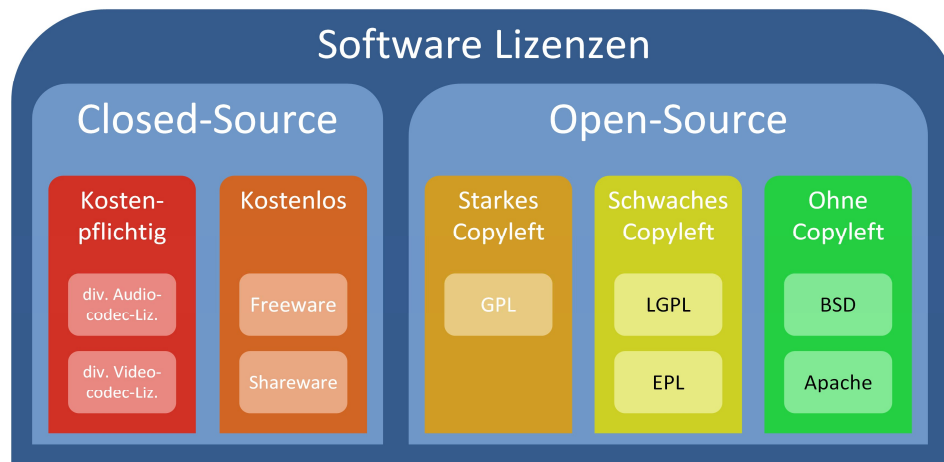 Software Lizenzen
Closed-Source
Kosten-
pflichtig
div. Audio-
codec-Liz.
div. Video-
codec-Liz.
Kostenlos
Freeware
Shareware
Open-Source
Starkes
Copyleft
GPL
Schwaches
Copyleft
LGPL
EPL
Ohne
Copyleft
BSD
Apache